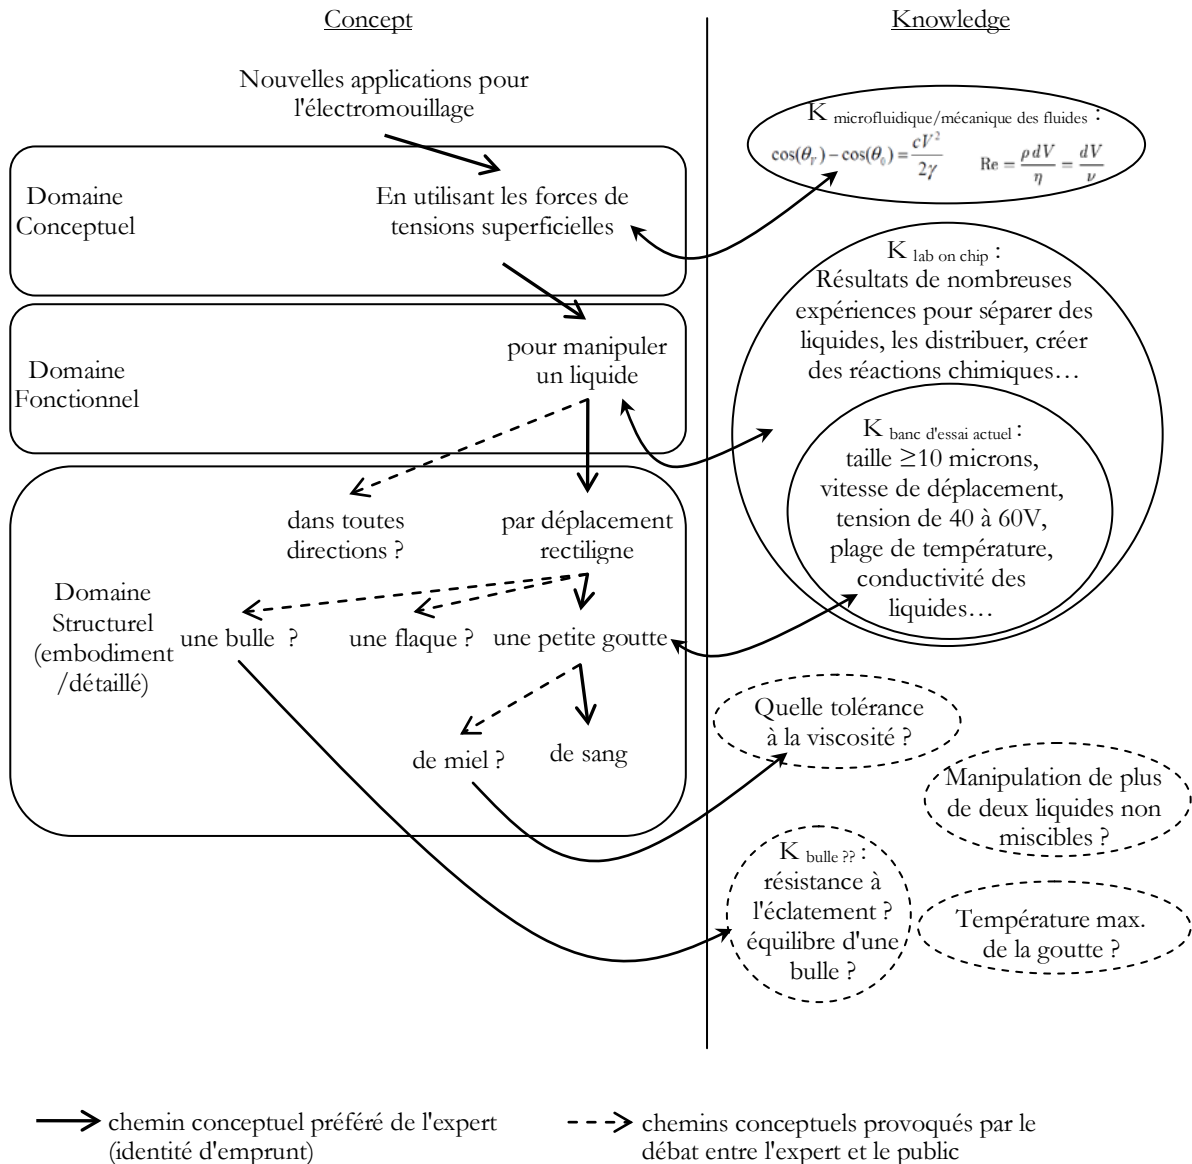 Concept
Knowledge
Nouvelles applications pour
l'électromouillage
Domaine
Conceptuel
En utilisant les forces de
tensions superficielles
Domaine
Fonctionnel
pour manipuler
un liquide
Domaine
Structurel
(embodiment
/détaillé)
dans toutes
directions ?
par déplacement
rectiligne
une bulle ?
une flaque ?
une petite goutte
de miel ?
de sang
K microfluidique/mécanique des fluides :
cos(θ_V) − cos(θ_0) = cV² / 2γ
Re = ρdV / η = dV / ν
K lab on chip :
Résultats de nombreuses
expériences pour séparer des
liquides, les distribuer, créer
des réactions chimiques…
K banc d'essai actuel :
taille ≥10 microns,
vitesse de déplacement,
tension de 40 à 60V,
plage de température,
conductivité des
liquides…
Quelle tolérance
à la viscosité ?
Manipulation de plus
de deux liquides non
miscibles ?
K bulle ?? :
résistance à
l'éclatement ?
équilibre d'une
bulle ?
Température max.
de la goutte ?
chemin conceptuel préféré de l'expert
(identité d'emprunt)
chemins conceptuels provoqués par le
débat entre l'expert et le public